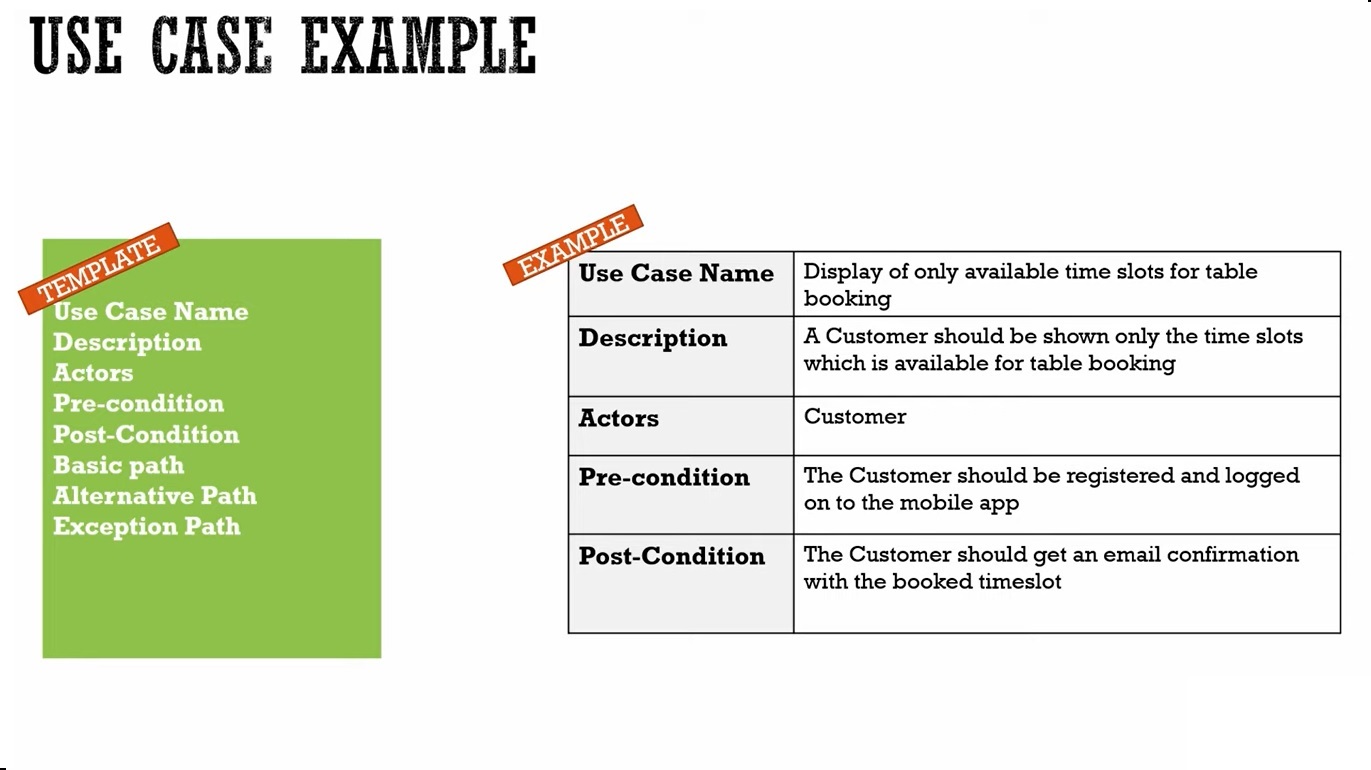 USE CASE EXAMPLE
TEMPLATE
Use Case Name
Description
Actors
Pre-condition
Post-Condition
Basic path
Alternative Path
Exception Path
EXAMPLE
Use Case Name
Display of only available time slots for table
booking
Description
A Customer should be shown only the time slots
which is available for table booking
Actors
Customer
Pre-condition
The Customer should be registered and logged
on to the mobile app
Post-Condition
The Customer should get an email confirmation
with the booked timeslot